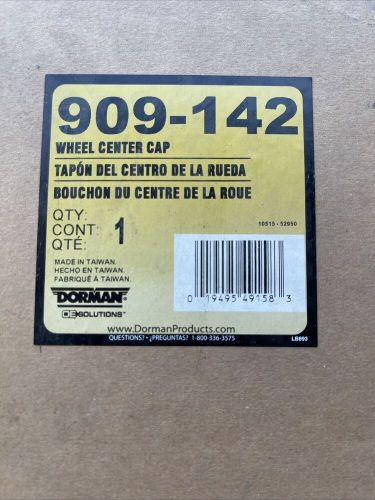 909-142
WHEEL CENTER CAP
TAPÓN DEL CENTRO DE LA RUEDA
BOUCHON DU CENTRE DE LA ROUE
QTY:
CONT: 1
QTÉ:
10515 - 52950
MADE IN TAIWAN.
HECHO EN TAIWAN.
FABRIQUÉ À TAIWAN.
DORMAN
OE SOLUTIONS™
0 19495 49158 3
www.DormanProducts.com
QUESTIONS? • ¿PREGUNTAS? 1-800-336-3575
LB693